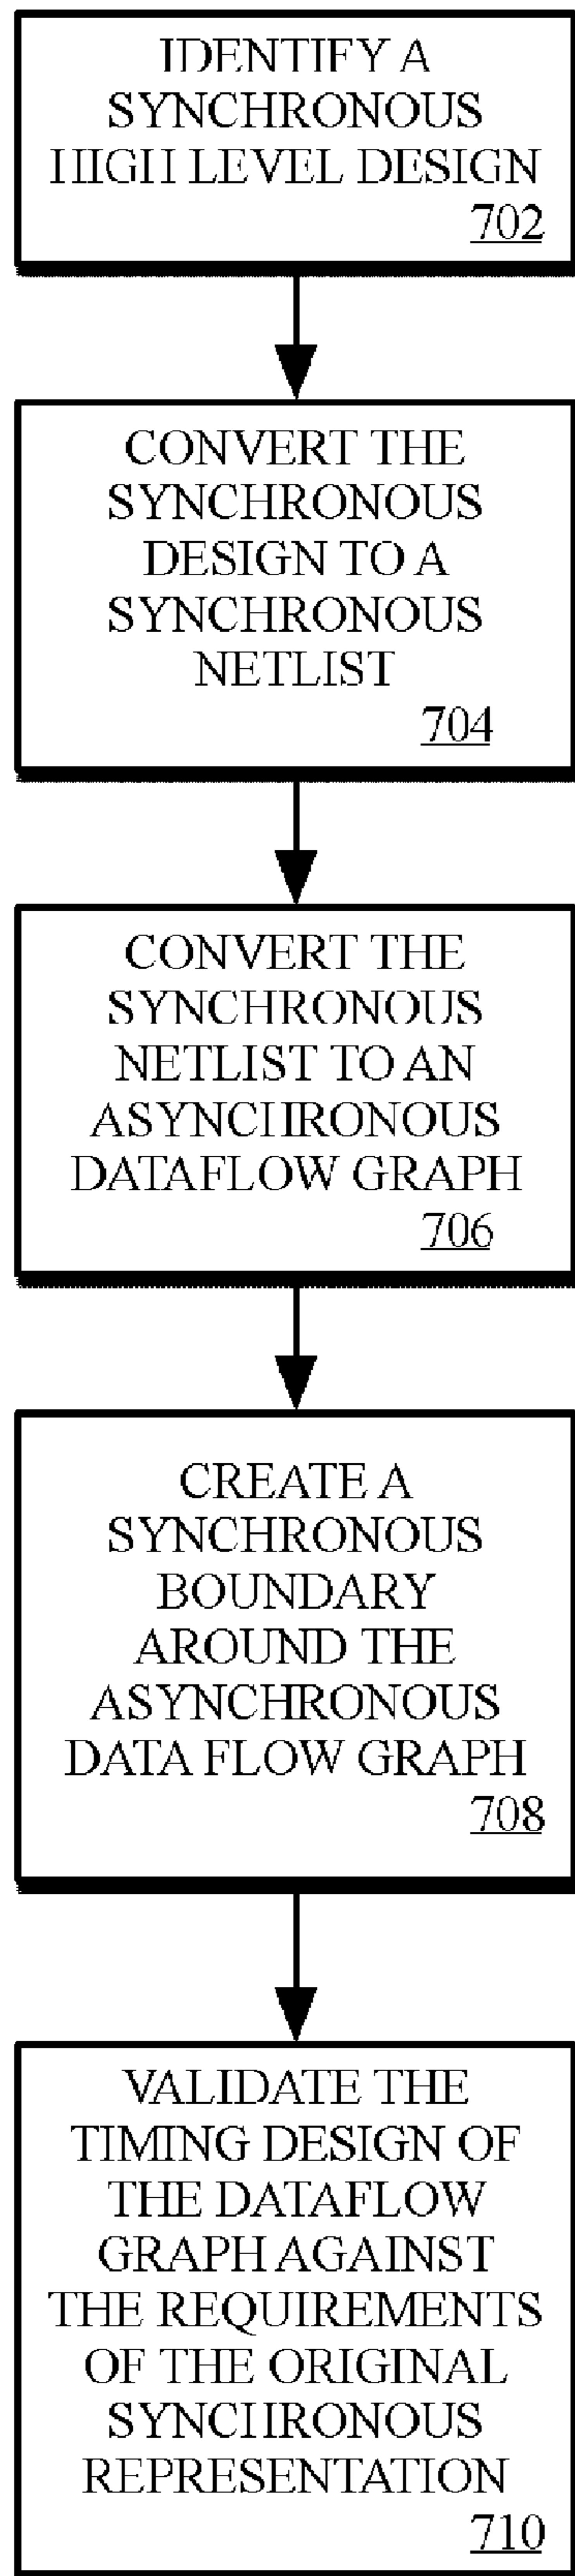 IDENTIFY A
SYNCHRONOUS
HIGH LEVEL DESIGN
702
CONVERT THE
SYNCHRONOUS
DESIGN TO A
SYNCHRONOUS
NETLIST
704
CONVERT THE
SYNCHRONOUS
NETLIST TO AN
ASYNCHRONOUS
DATAFLOW GRAPH
706
CREATE A
SYNCHRONOUS
BOUNDARY
AROUND THE
ASYNCHRONOUS
DATA FLOW GRAPH
708
VALIDATE THE
TIMING DESIGN OF
THE DATAFLOW
GRAPH AGAINST
THE REQUIREMENTS
OF THE ORIGINAL
SYNCHRONOUS
REPRESENTATION
710